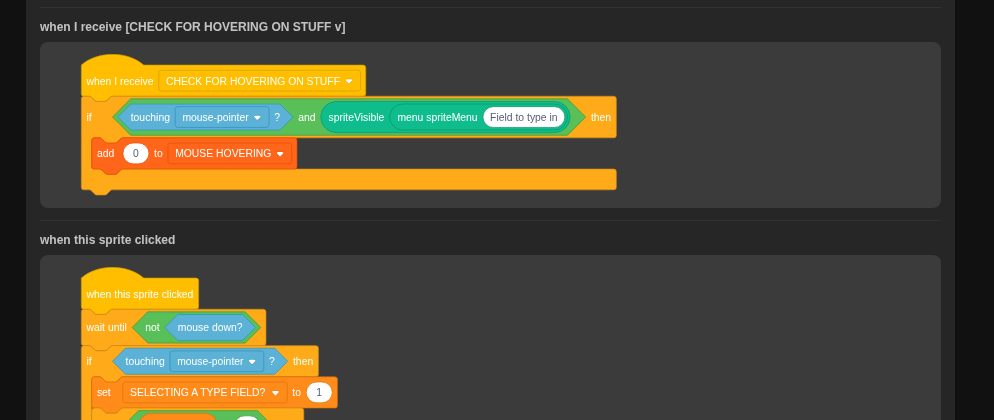 when I receive [CHECK FOR HOVERING ON STUFF v]
when I receive CHECK FOR HOVERING ON STUFF
if touching mouse-pointer ? and spriteVisible menu spriteMenu Field to type in then
add 0 to MOUSE HOVERING
when this sprite clicked
when this sprite clicked
wait until not mouse down?
if touching mouse-pointer ? then
set SELECTING A TYPE FIELD? to 1